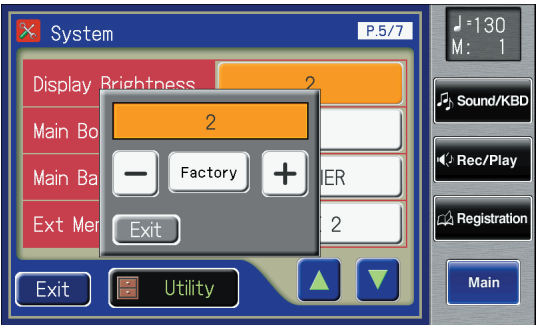 System
P.5/7
♩=130
M: 1
Display Brightness
2
2
Main Bo
Main Ba
IER
− Factory +
Ext Mem
2
Exit
Exit
Utility
Sound/KBD
Rec/Play
Registration
Main